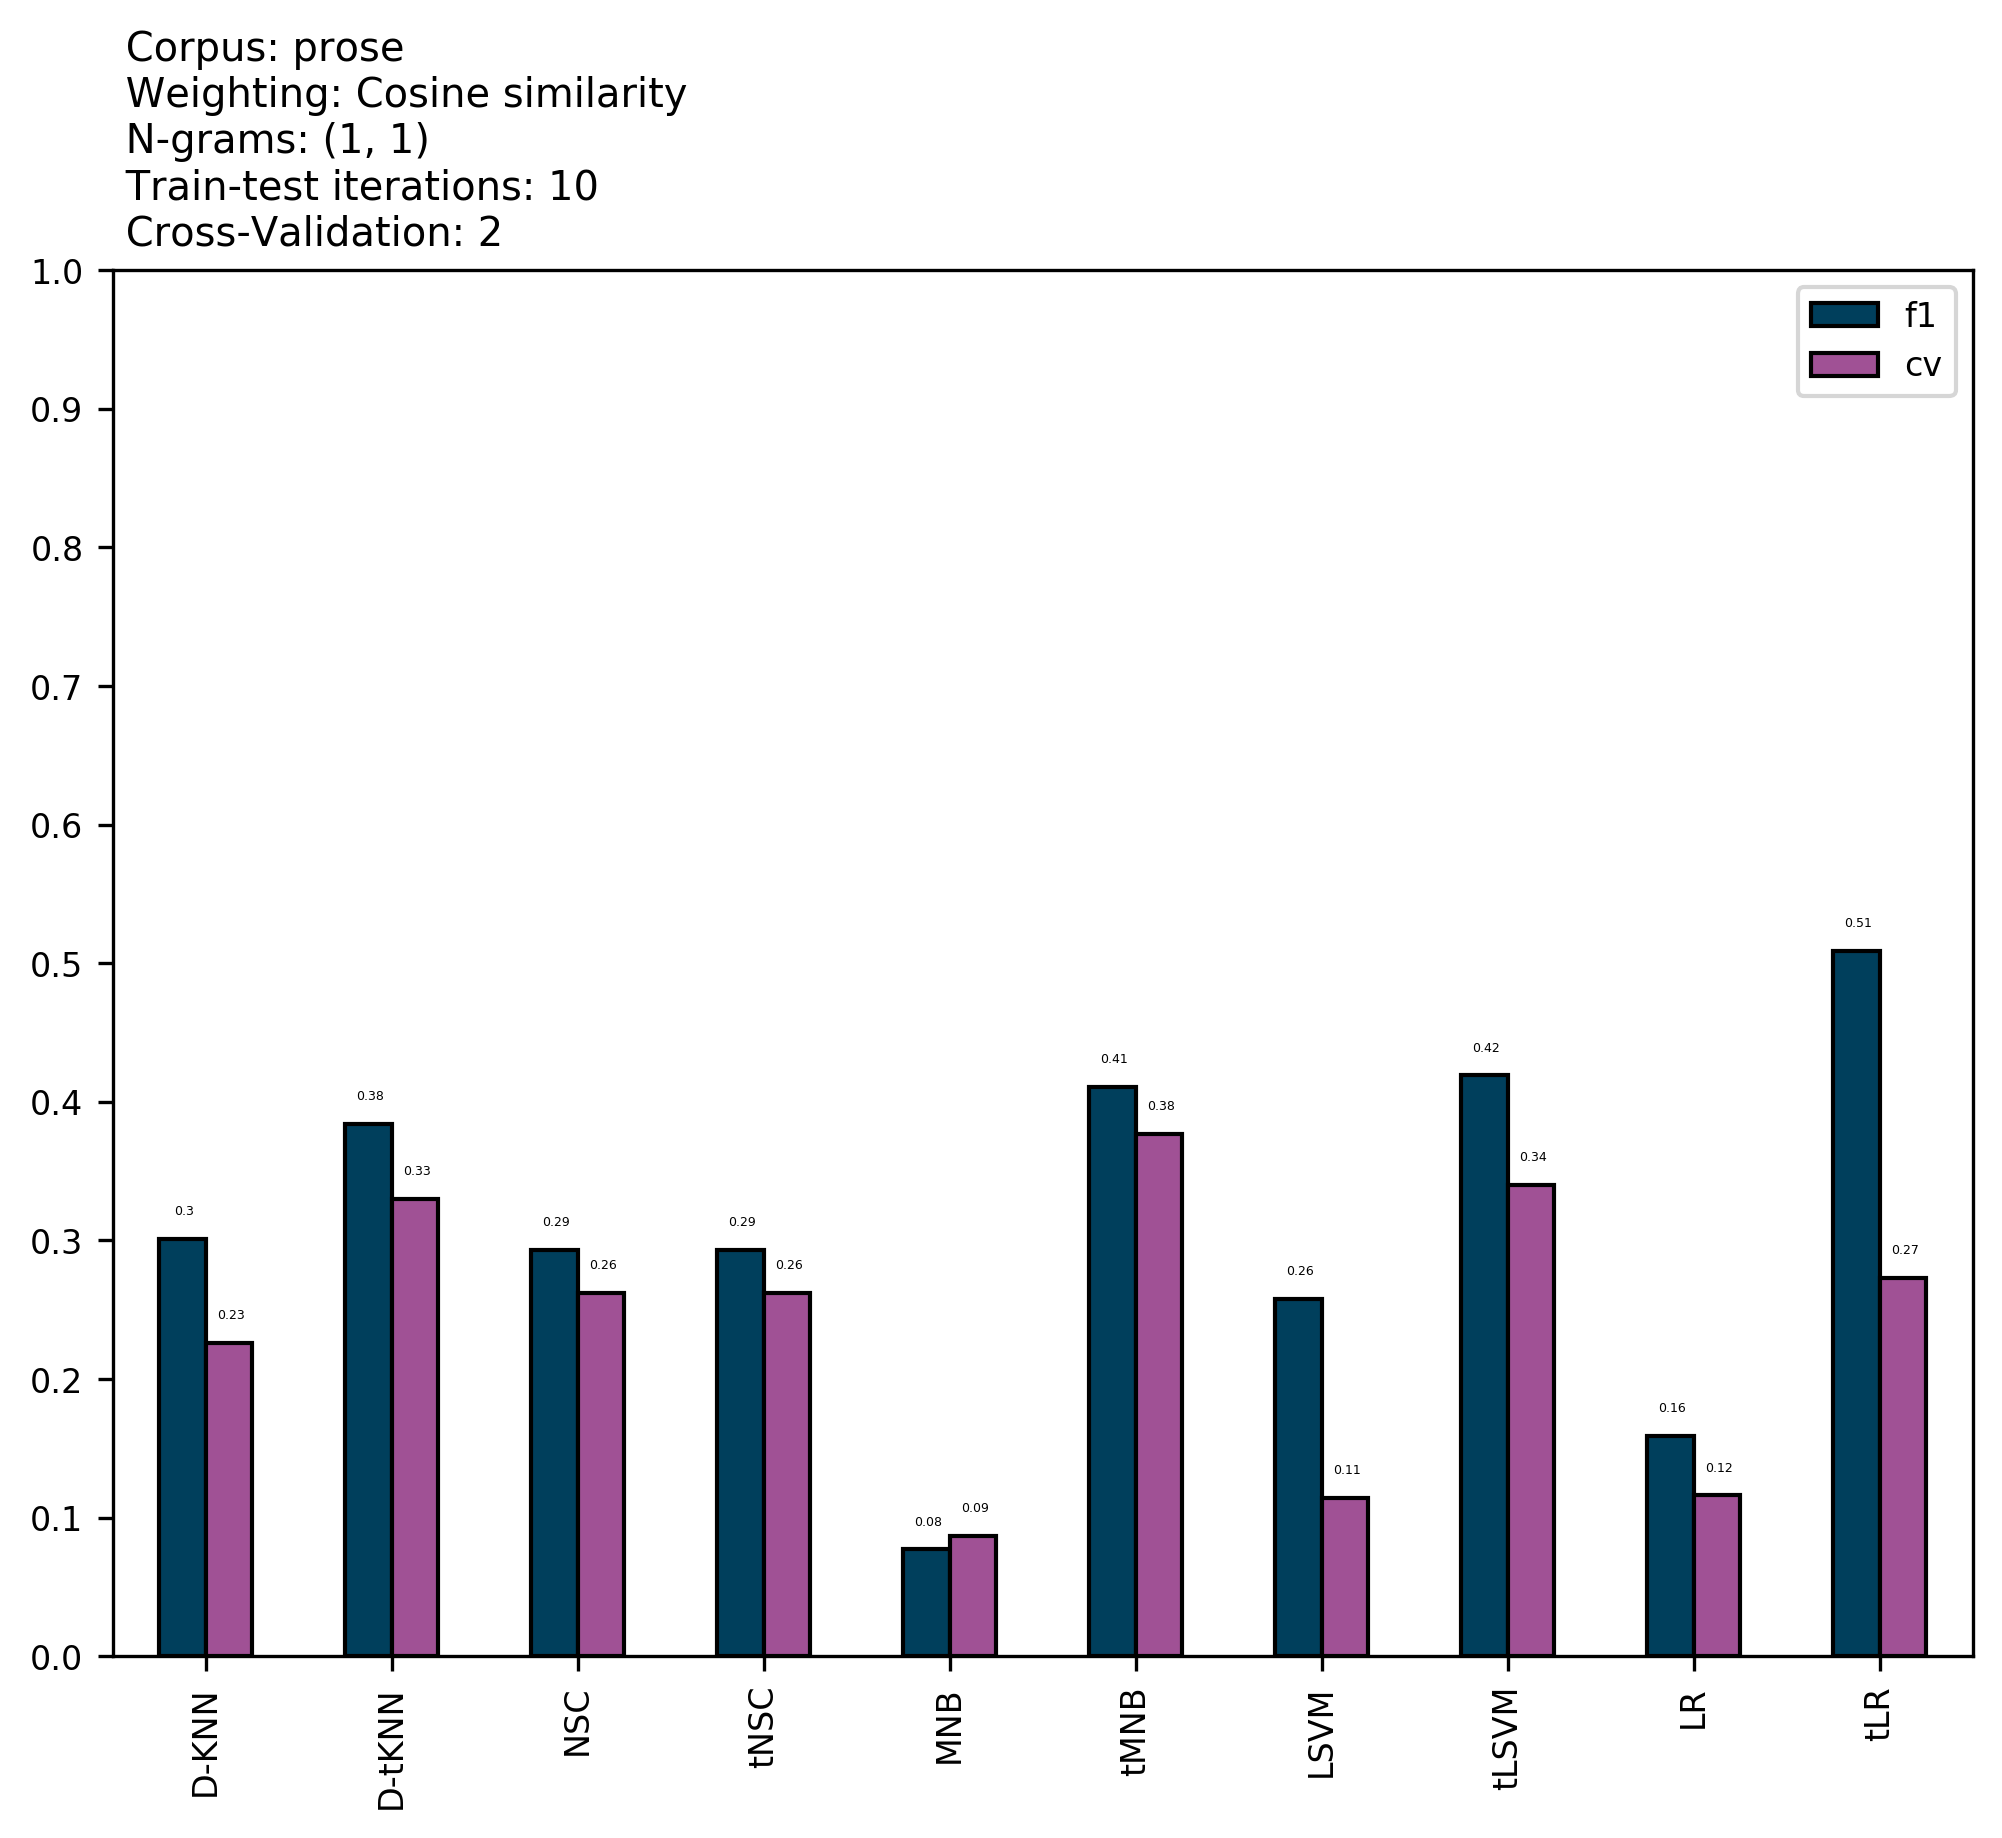 Corpus: prose
Weighting: Cosine similarity
N-grams: (1, 1)
Train-test iterations: 10
Cross-Validation: 2
1.0
0.9
0.8
0.7
0.6
0.5
0.4
0.3
0.2
0.1
0.0
f1
cv
0.3
0.23
0.38
0.33
0.29
0.26
0.29
0.26
0.08
0.09
0.41
0.38
0.26
0.11
0.42
0.34
0.16
0.12
0.51
0.27
D-KNN
D-tKNN
NSC
tNSC
MNB
tMNB
LSVM
tLSVM
LR
tLR